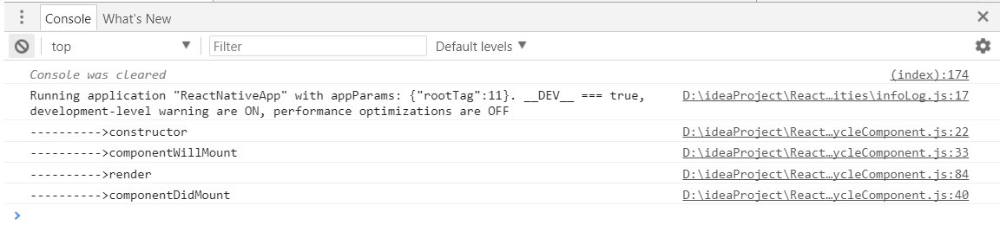 Console What's New
top Filter Default levels
Console was cleared (index):174
Running application "ReactNativeApp" with appParams: {"rootTag":11}. __DEV__ === true, D:\ideaProject\React…ities\infoLog.js:17
development-level warning are ON, performance optimizations are OFF
---------->constructor D:\ideaProject\React…ycleComponent.js:22
---------->componentWillMount D:\ideaProject\React…ycleComponent.js:33
---------->render D:\ideaProject\React…ycleComponent.js:84
---------->componentDidMount D:\ideaProject\React…ycleComponent.js:40